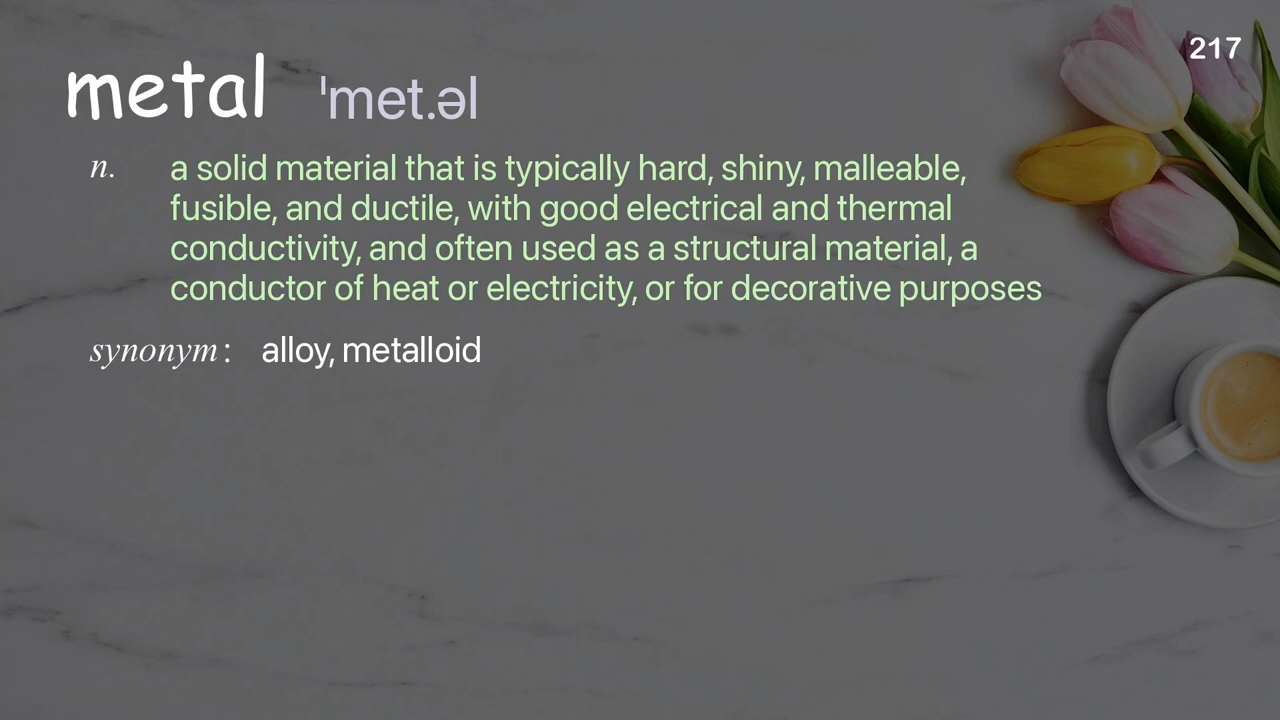 217
metal ˈmet.əl
n. a solid material that is typically hard, shiny, malleable,
fusible, and ductile, with good electrical and thermal
conductivity, and often used as a structural material, a
conductor of heat or electricity, or for decorative purposes
synonym: alloy, metalloid